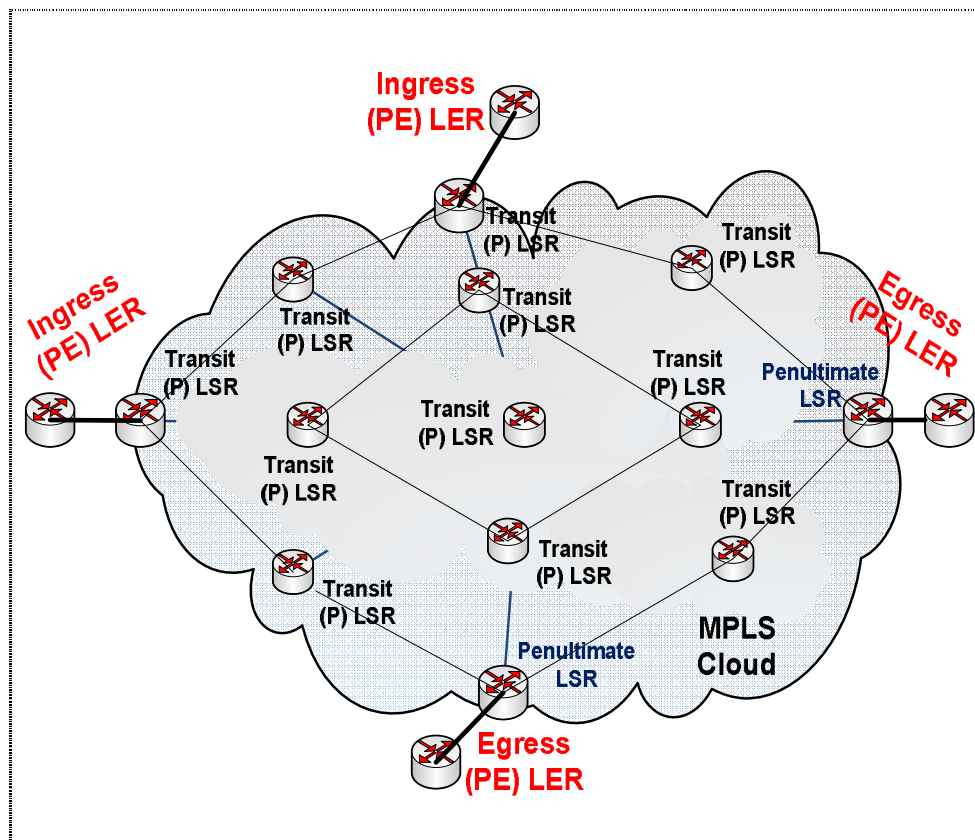 Ingress
(PE) LER
Transit
(P) LSR
Transit
(P) LSR
Ingress
(PE) LER
Transit
(P) LSR
Transit
(P) LSR
Egress
(PE) LER
Transit
(P) LSR
Transit
(P) LSR
Penultimate
LSR
Transit
(P) LSR
Transit
(P) LSR
Transit
(P) LSR
Transit
(P) LSR
Transit
(P) LSR
MPLS
Cloud
Penultimate
LSR
Egress
(PE) LER